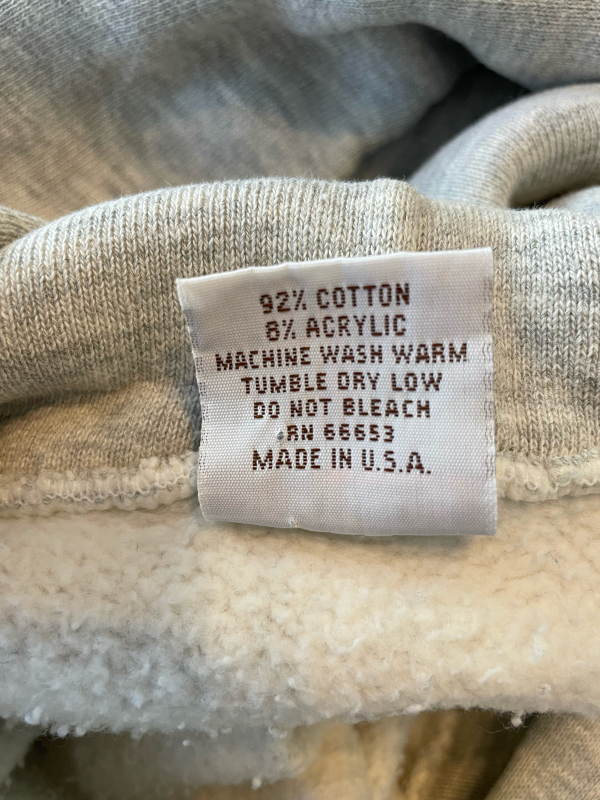 92% COTTON
8% ACRYLIC
MACHINE WASH WARM
TUMBLE DRY LOW
DO NOT BLEACH
RN 66653
MADE IN U.S.A.